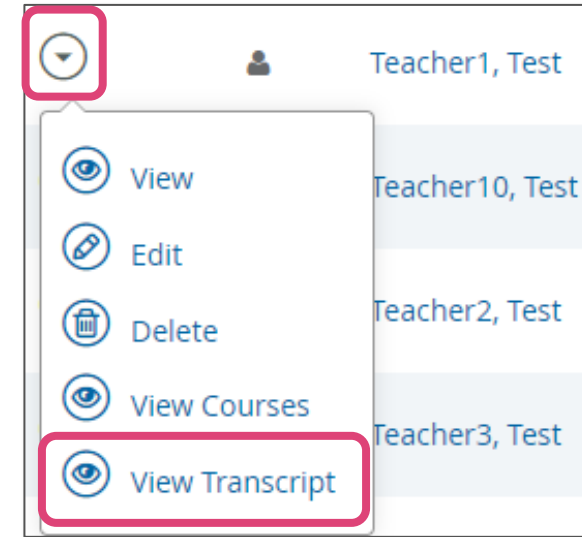 Teacher1, Test
View
Teacher10, Test
Edit
Delete
Teacher2, Test
View Courses
Teacher3, Test
View Transcript